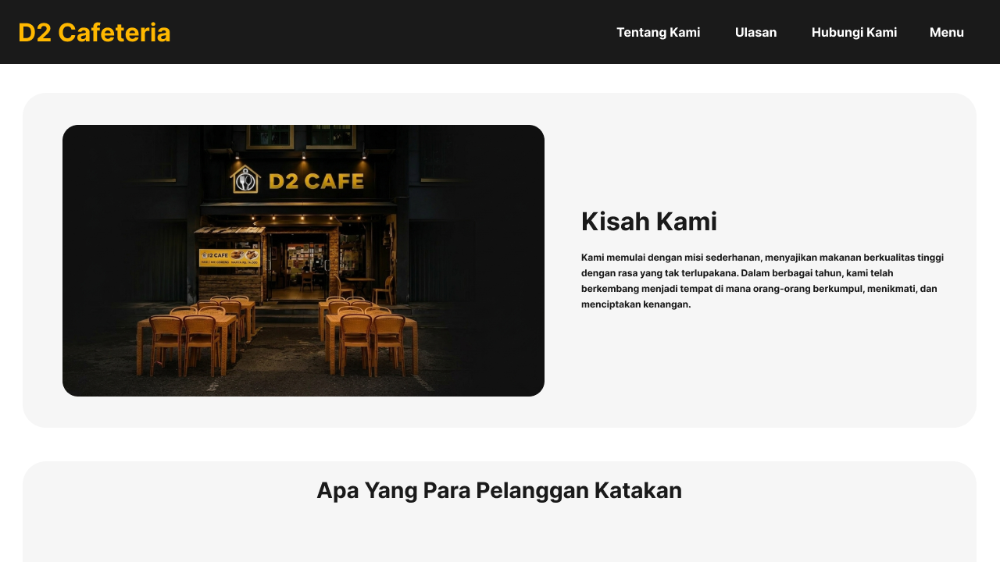 D2 Cafeteria
Tentang Kami Ulasan Hubungi Kami Menu
D2 CAFE
D2 CAFE
Kisah Kami
Kami memulai dengan misi sederhanan, menyajikan makanan berkualitas tinggi
dengan rasa yang tak terlupakana. Dalam berbagai tahun, kami telah
berkembang menjadi tempat di mana orang-orang berkumpul, menikmati, dan
menciptakan kenangan.
Apa Yang Para Pelanggan Katakan